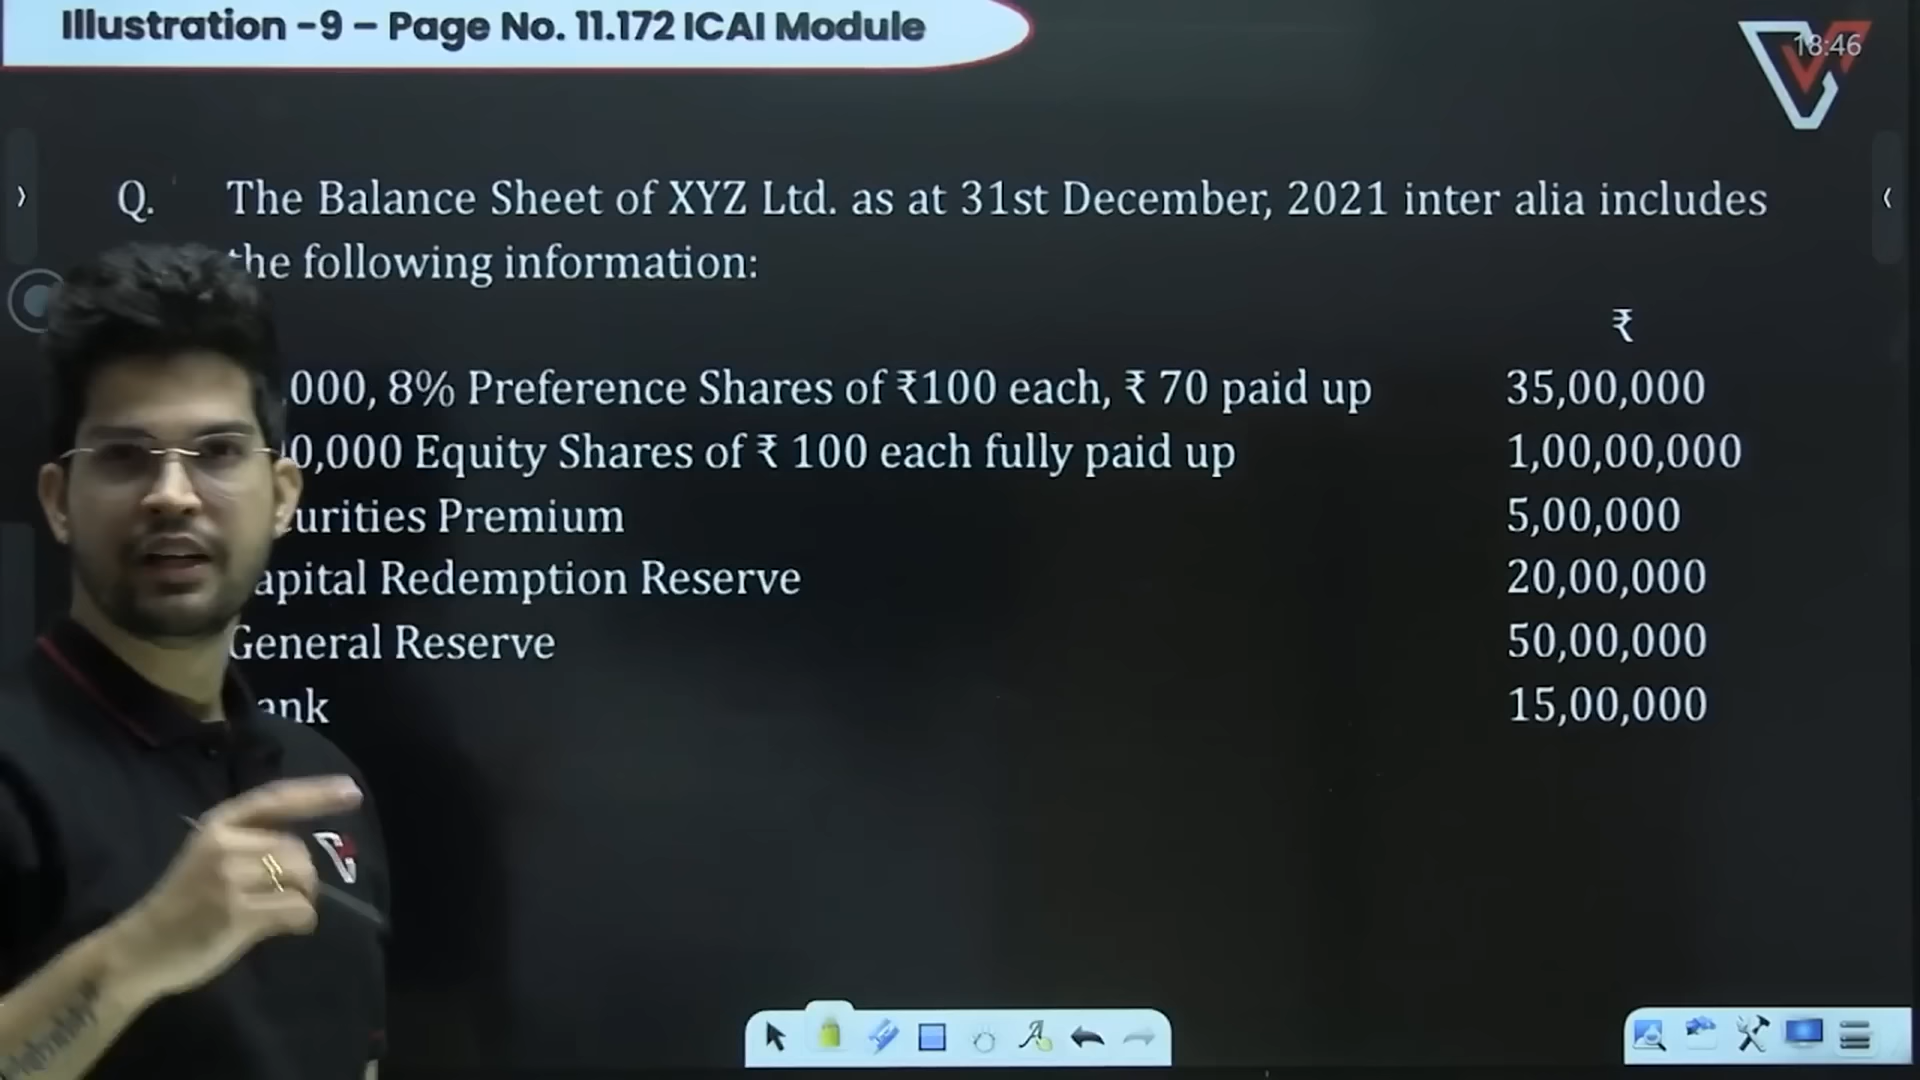 Illustration -9 – Page No. 11.172 ICAI Module
18:46
Q. The Balance Sheet of XYZ Ltd. as at 31st December, 2021 inter alia includes
the following information:
₹
,000, 8% Preference Shares of ₹100 each, ₹ 70 paid up 35,00,000
0,000 Equity Shares of ₹ 100 each fully paid up 1,00,00,000
curities Premium 5,00,000
apital Redemption Reserve 20,00,000
General Reserve 50,00,000
ank 15,00,000